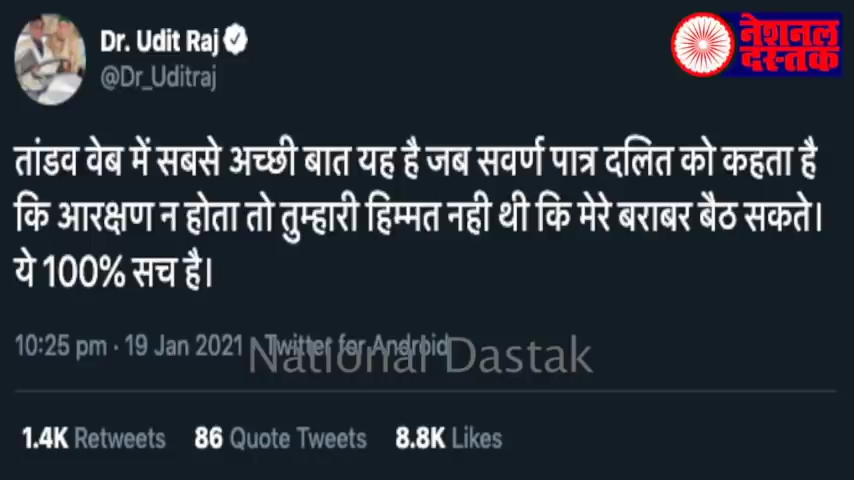 Dr. Udit Raj
@Dr_Uditraj
नेशनल
दस्तक
तांडव वेब में सबसे अच्छी बात यह है जब सवर्ण पात्र दलित को कहता है
कि आरक्षण न होता तो तुम्हारी हिम्मत नही थी कि मेरे बराबर बैठ सकते।
ये 100% सच है।
10:25 pm · 19 Jan 2021 · Twitter for Android
National Dastak
1.4K Retweets 86 Quote Tweets 8.8K Likes